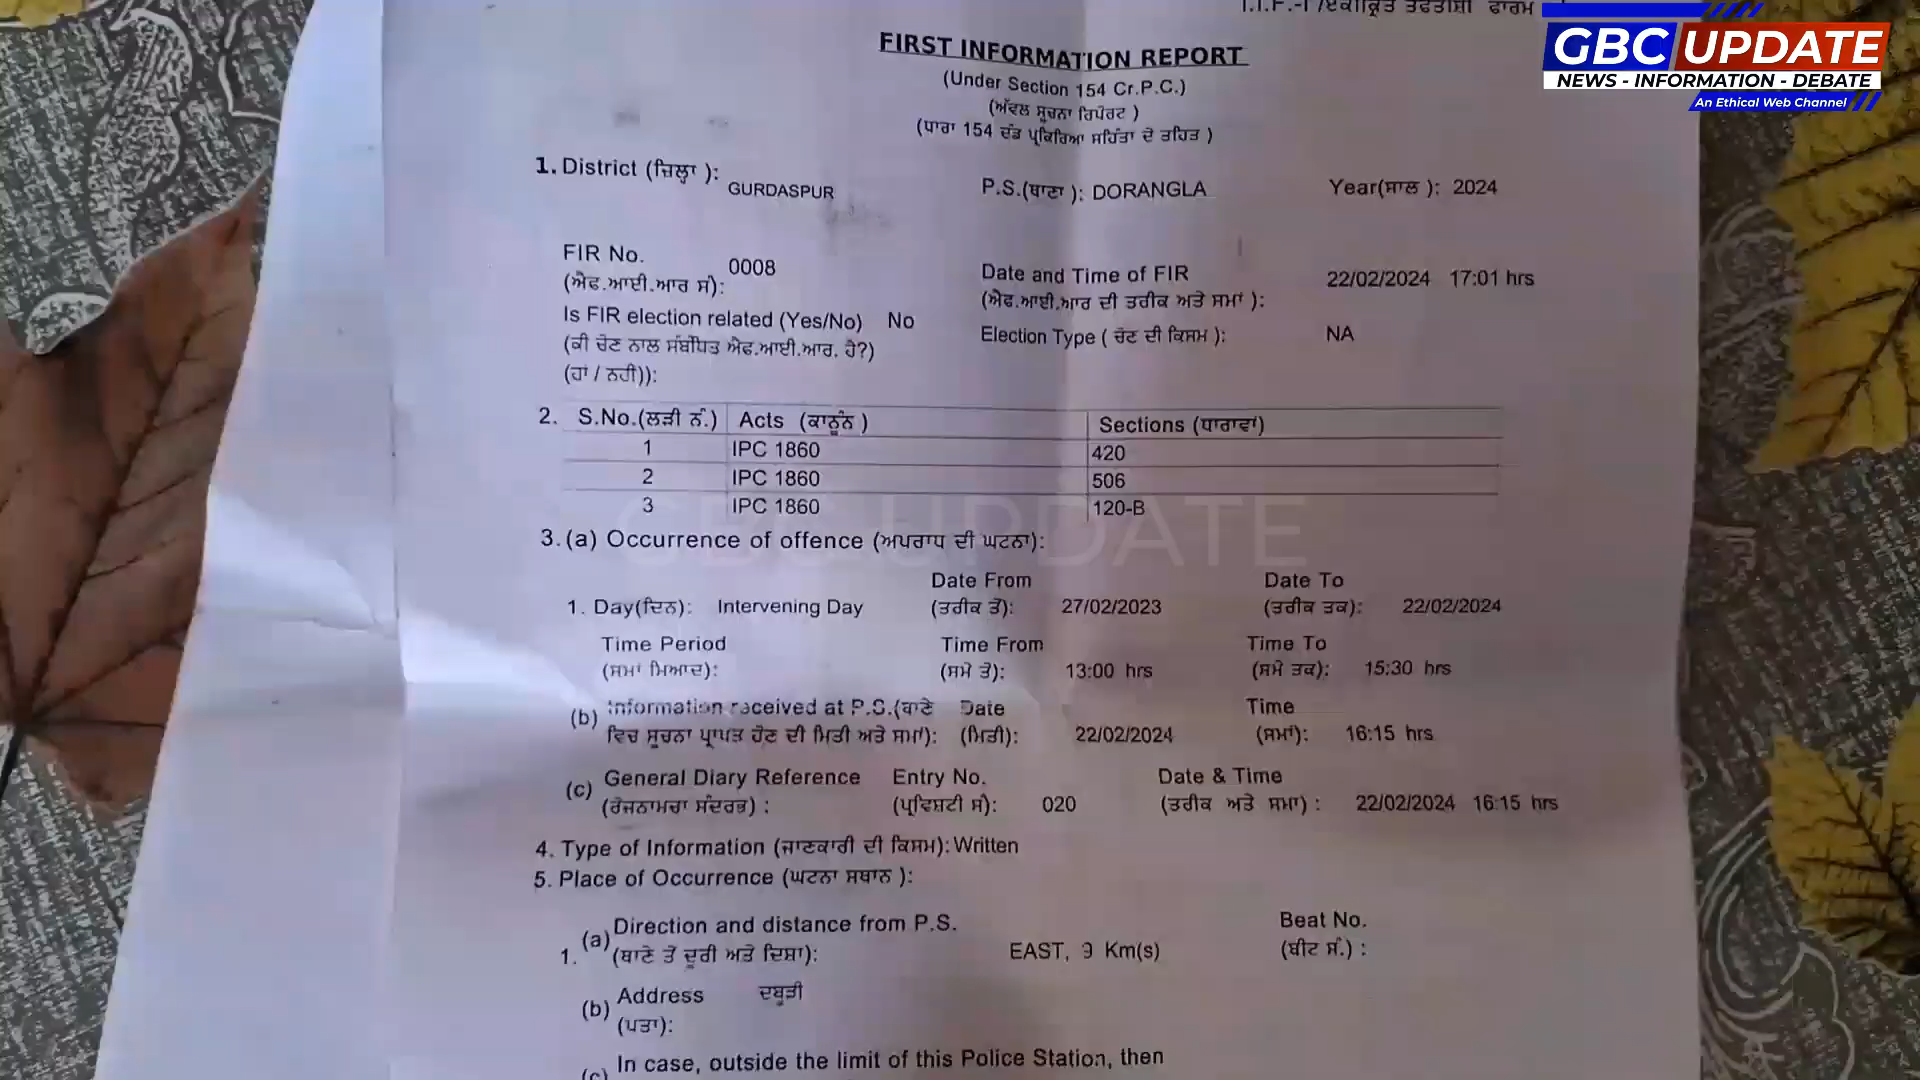 I.I.F.-I /ਏਕੀਕ੍ਰਿਤ ਤਫਤੀਸ਼ੀ ਫਾਰਮ
GBC UPDATE
NEWS - INFORMATION - DEBATE
An Ethical Web Channel
FIRST INFORMATION REPORT
(Under Section 154 Cr.P.C.)
(ਅੱਵਲ ਸੂਚਨਾ ਰਿਪੋਰਟ )
(ਧਾਰਾ 154 ਦੰਡ ਪ੍ਰਕਿਰਿਆ ਸਹਿੰਤਾ ਦੇ ਤਹਿਤ )
1. District (ਜ਼ਿਲ੍ਹਾ ): GURDASPUR P.S.(ਥਾਣਾ ): DORANGLA Year(ਸਾਲ ): 2024
FIR No. 0008 Date and Time of FIR 22/02/2024 17:01 hrs
(ਐਫ.ਆਈ.ਆਰ ਸੰ): (ਐਫ.ਆਈ.ਆਰ ਦੀ ਤਰੀਕ ਅਤੇ ਸਮਾਂ ):
Is FIR election related (Yes/No) No Election Type ( ਚੋਣ ਦੀ ਕਿਸਮ ): NA
(ਕੀ ਚੋਣ ਨਾਲ ਸੰਬੰਧਿਤ ਐਫ.ਆਈ.ਆਰ. ਹੈ?)
(ਹਾਂ / ਨਹੀਂ)):
2. S.No.(ਲੜੀ ਨੰ.) Acts (ਕਾਨੂੰਨ ) Sections (ਧਾਰਾਵਾਂ)
1 IPC 1860 420
2 IPC 1860 506
3 IPC 1860 120-B
GBC UPDATE
3. (a) Occurrence of offence (ਅਪਰਾਧ ਦੀ ਘਟਨਾ):
Date From Date To
1. Day(ਦਿਨ): Intervening Day (ਤਰੀਕ ਤੋਂ): 27/02/2023 (ਤਰੀਕ ਤਕ): 22/02/2024
Time Period Time From Time To
(ਸਮਾਂ ਮਿਆਦ): (ਸਮੇਂ ਤੋਂ): 13:00 hrs (ਸਮੇਂ ਤਕ): 15:30 hrs
(b) Information received at P.S.(ਥਾਣੇ Date Time
ਵਿਚ ਸੂਚਨਾ ਪ੍ਰਾਪਤ ਹੋਣ ਦੀ ਮਿਤੀ ਅਤੇ ਸਮਾਂ): (ਮਿਤੀ): 22/02/2024 (ਸਮਾਂ): 16:15 hrs
(c) General Diary Reference Entry No. Date & Time
(ਰੋਜਨਾਮਚਾ ਸੰਦਰਭ) : (ਪ੍ਰਵਿਸ਼ਟੀ ਸੰ): 020 (ਤਰੀਕ ਅਤੇ ਸਮਾਂ) : 22/02/2024 16:15 hrs
4. Type of Information (ਜਾਣਕਾਰੀ ਦੀ ਕਿਸਮ): Written
5. Place of Occurrence (ਘਟਨਾ ਸਥਾਨ ):
1. (a) Direction and distance from P.S. Beat No.
(ਥਾਣੇ ਤੋਂ ਦੂਰੀ ਅਤੇ ਦਿਸ਼ਾ): EAST, 9 Km(s) (ਬੀਟ ਸੰ.) :
(b) Address ਦਬੂੜੀ
(ਪਤਾ):
(c) In case, outside the limit of this Police Station, then